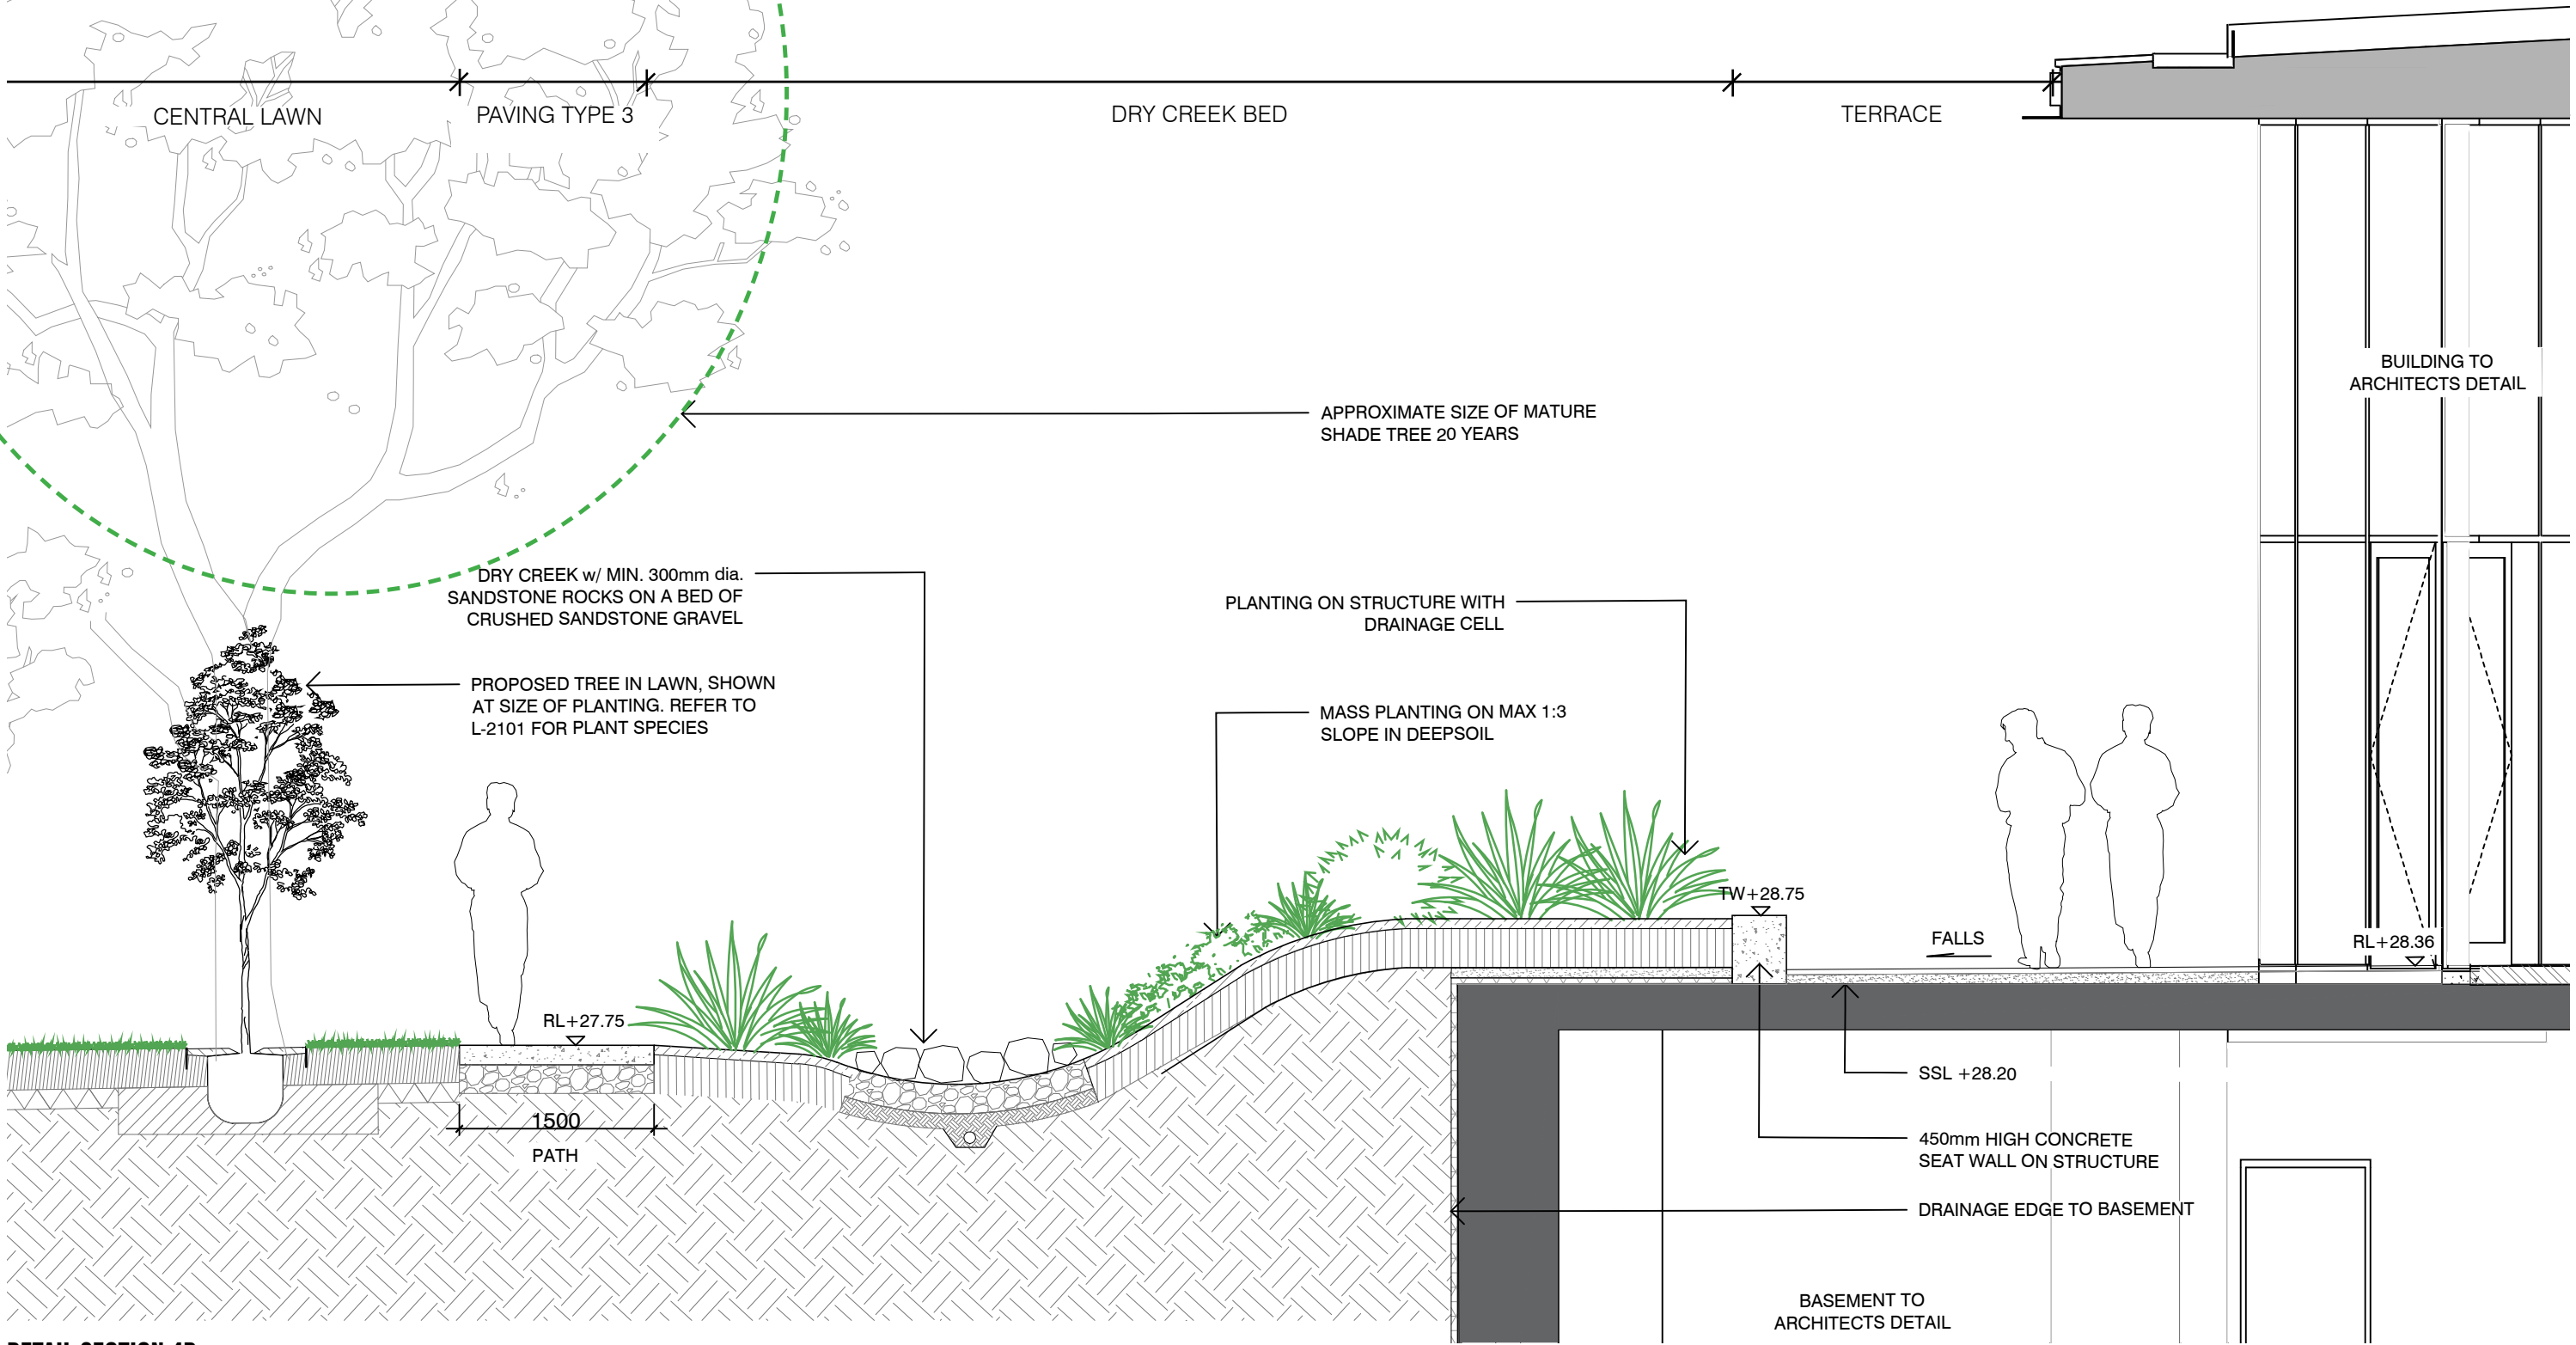 CENTRAL LAWN
PAVING TYPE 3
DRY CREEK BED
TERRACE
BUILDING TO
ARCHITECTS DETAIL
APPROXIMATE SIZE OF MATURE
SHADE TREE 20 YEARS
DRY CREEK w/ MIN. 300mm dia.
SANDSTONE ROCKS ON A BED OF
CRUSHED SANDSTONE GRAVEL
PLANTING ON STRUCTURE WITH
DRAINAGE CELL
PROPOSED TREE IN LAWN, SHOWN
AT SIZE OF PLANTING. REFER TO
L-2101 FOR PLANT SPECIES
MASS PLANTING ON MAX 1:3
SLOPE IN DEEPSOIL
TW+28.75
FALLS
RL+28.36
RL+27.75
SSL +28.20
1500
PATH
450mm HIGH CONCRETE
SEAT WALL ON STRUCTURE
DRAINAGE EDGE TO BASEMENT
BASEMENT TO
ARCHITECTS DETAIL